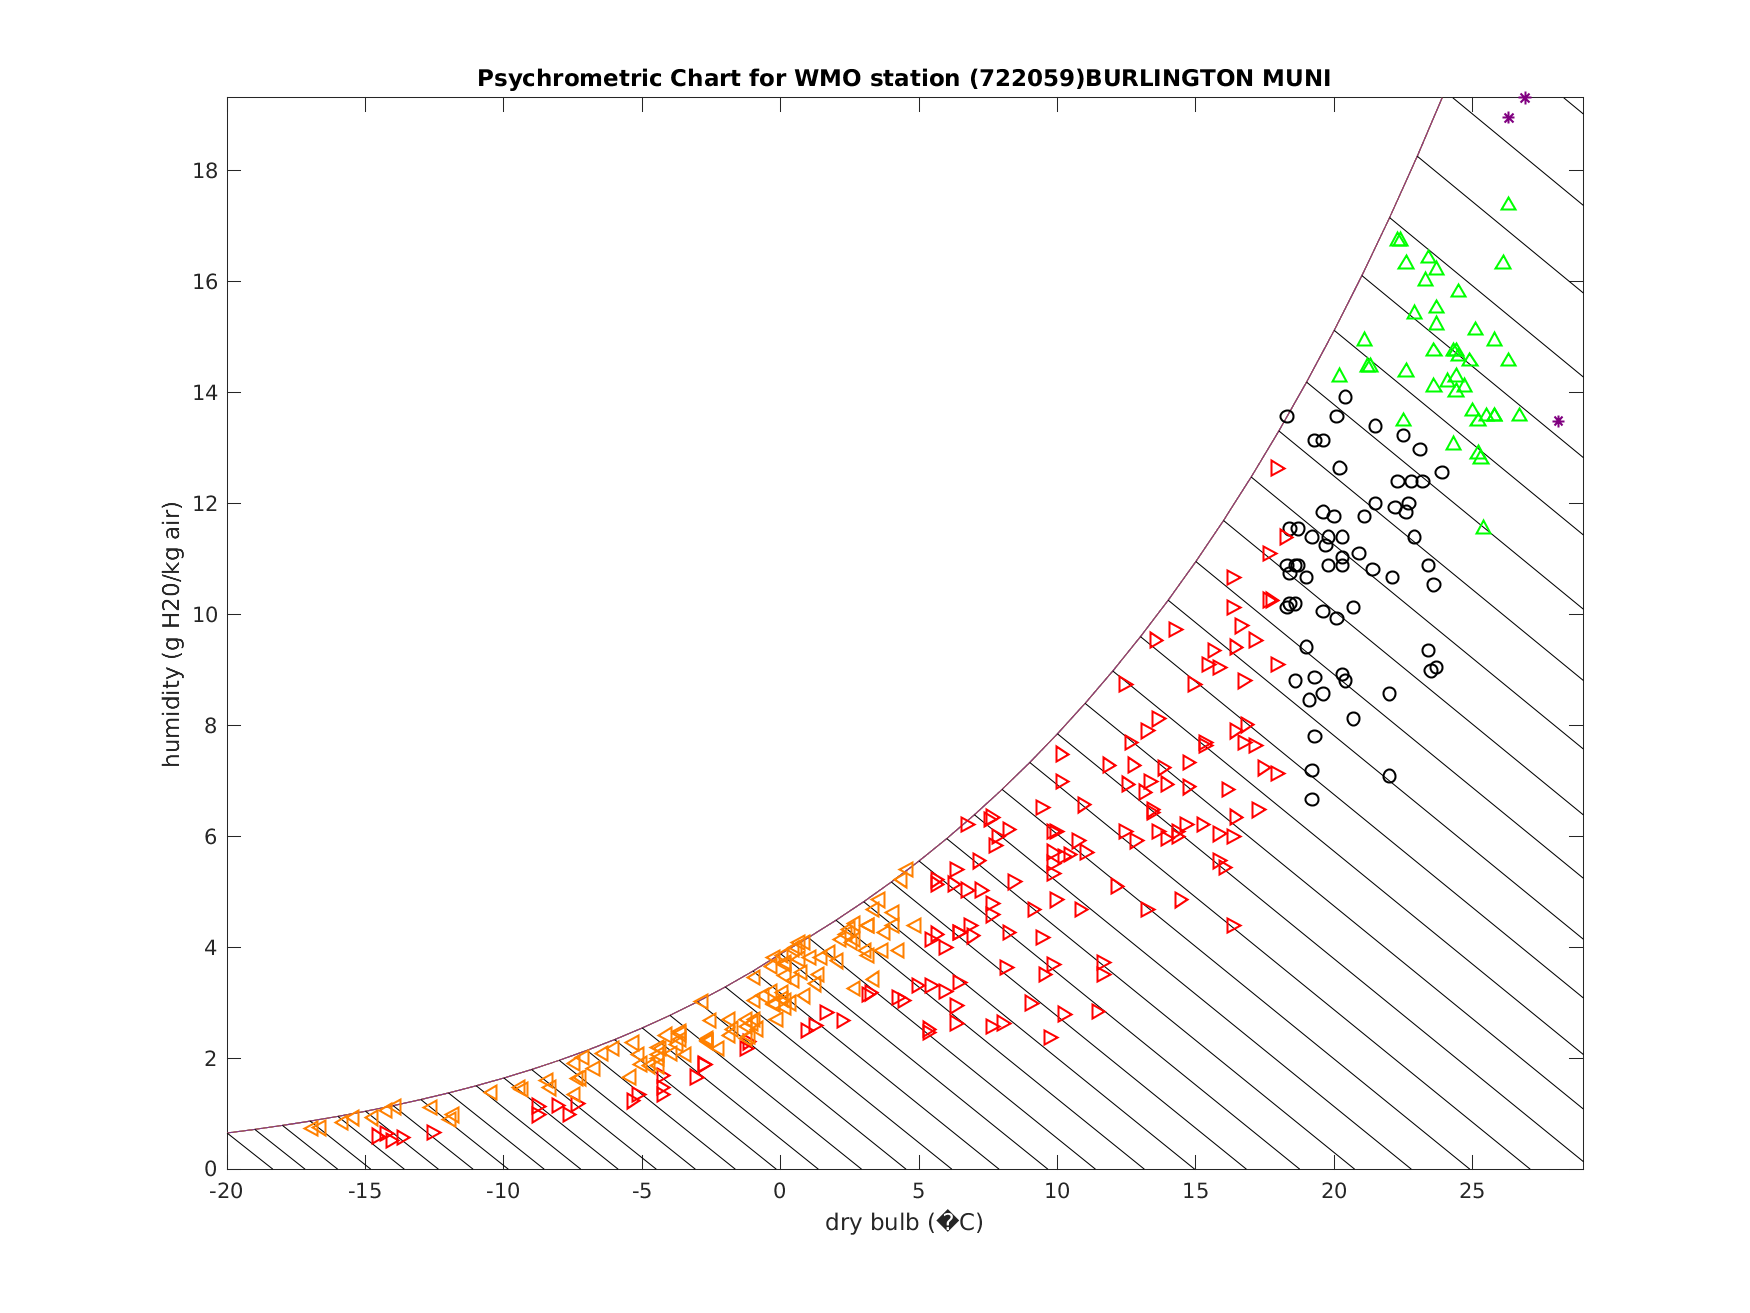 Psychrometric Chart for WMO station (722059)BURLINGTON MUNI
humidity (g H20/kg air)
18
16
14
12
10
8
6
4
2
0
-20 -15 -10 -5 0 5 10 15 20 25
dry bulb (�C)